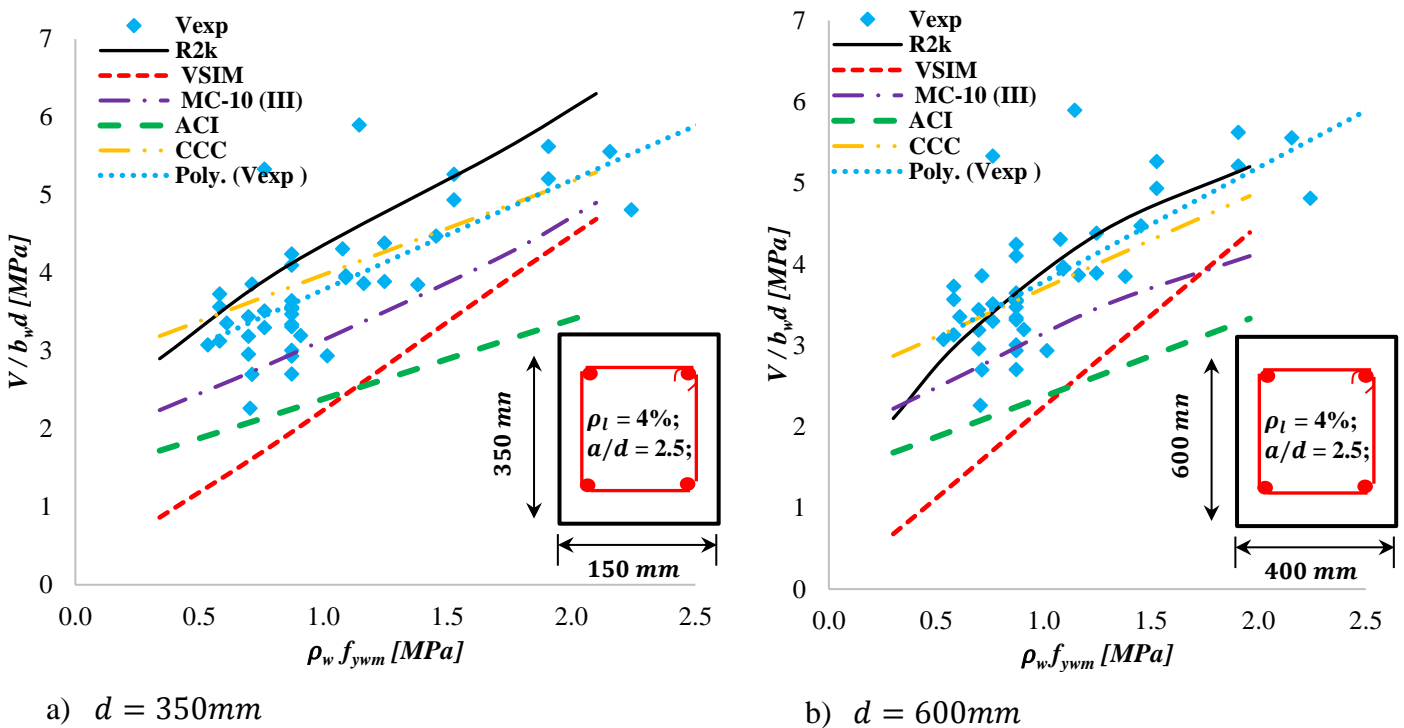 Vexp
R2k
VSIM
MC-10 (III)
ACI
CCC
Poly. (Vexp )
7
6
5
4
3
2
1
0
V / b_w d [MPa]
0.0 0.5 1.0 1.5 2.0 2.5
ρ_w f_ywm [MPa]
350 mn
ρ_l = 4%;
a/d = 2.5;
150 mm
a) d = 350mm
Vexp
R2k
VSIM
MC-10 (III)
ACI
CCC
Poly. (Vexp )
7
6
5
4
3
2
1
0
V / b_w d [MPa]
0.0 0.5 1.0 1.5 2.0 2.5
ρ_w f_ywm [MPa]
600 mn
ρ_l = 4%;
a/d = 2.5;
400 mm
b) d = 600mm